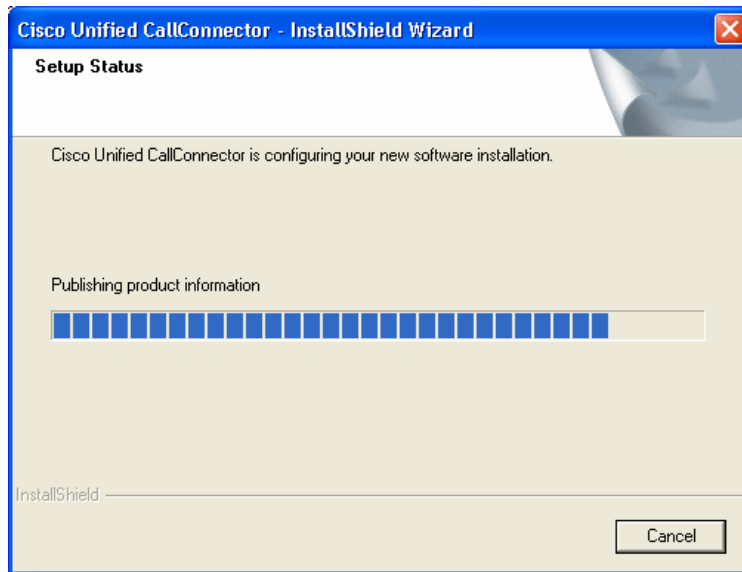 Cisco Unified CallConnector - InstallShield Wizard
Setup Status
Cisco Unified CallConnector is configuring your new software installation.
Publishing product information
InstallShield
Cancel